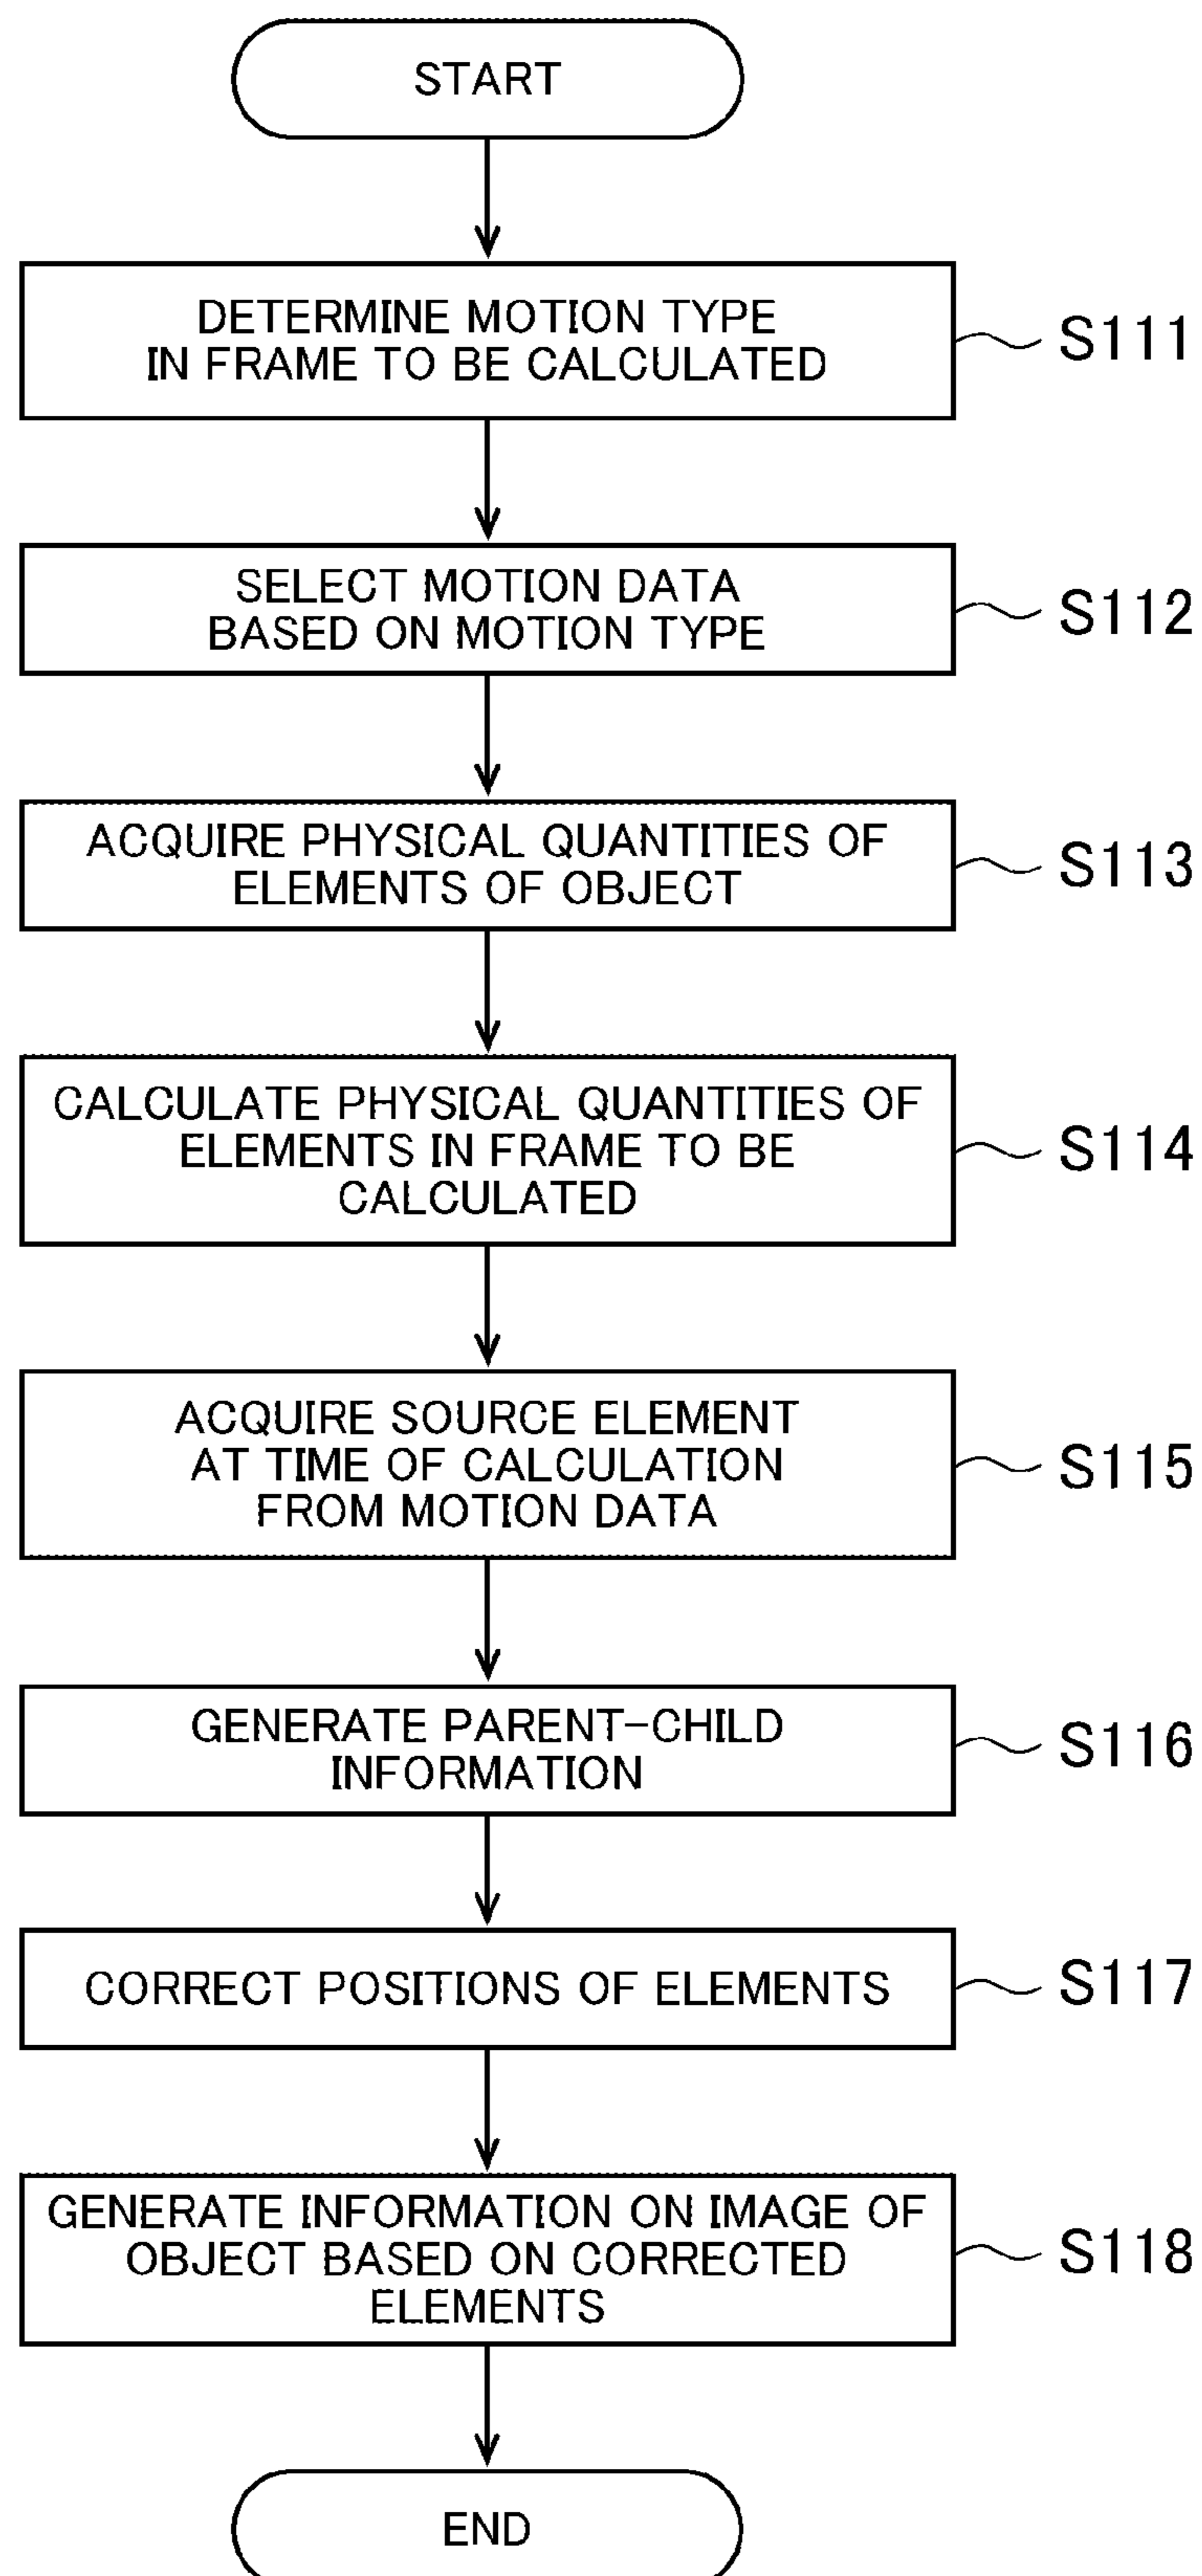 START
DETERMINE MOTION TYPE
IN FRAME TO BE CALCULATED
S111
SELECT MOTION DATA
BASED ON MOTION TYPE
S112
ACQUIRE PHYSICAL QUANTITIES OF
ELEMENTS OF OBJECT
S113
CALCULATE PHYSICAL QUANTITIES OF
ELEMENTS IN FRAME TO BE
CALCULATED
S114
ACQUIRE SOURCE ELEMENT
AT TIME OF CALCULATION
FROM MOTION DATA
S115
GENERATE PARENT-CHILD
INFORMATION
S116
CORRECT POSITIONS OF ELEMENTS
S117
GENERATE INFORMATION ON IMAGE OF
OBJECT BASED ON CORRECTED
ELEMENTS
S118
END